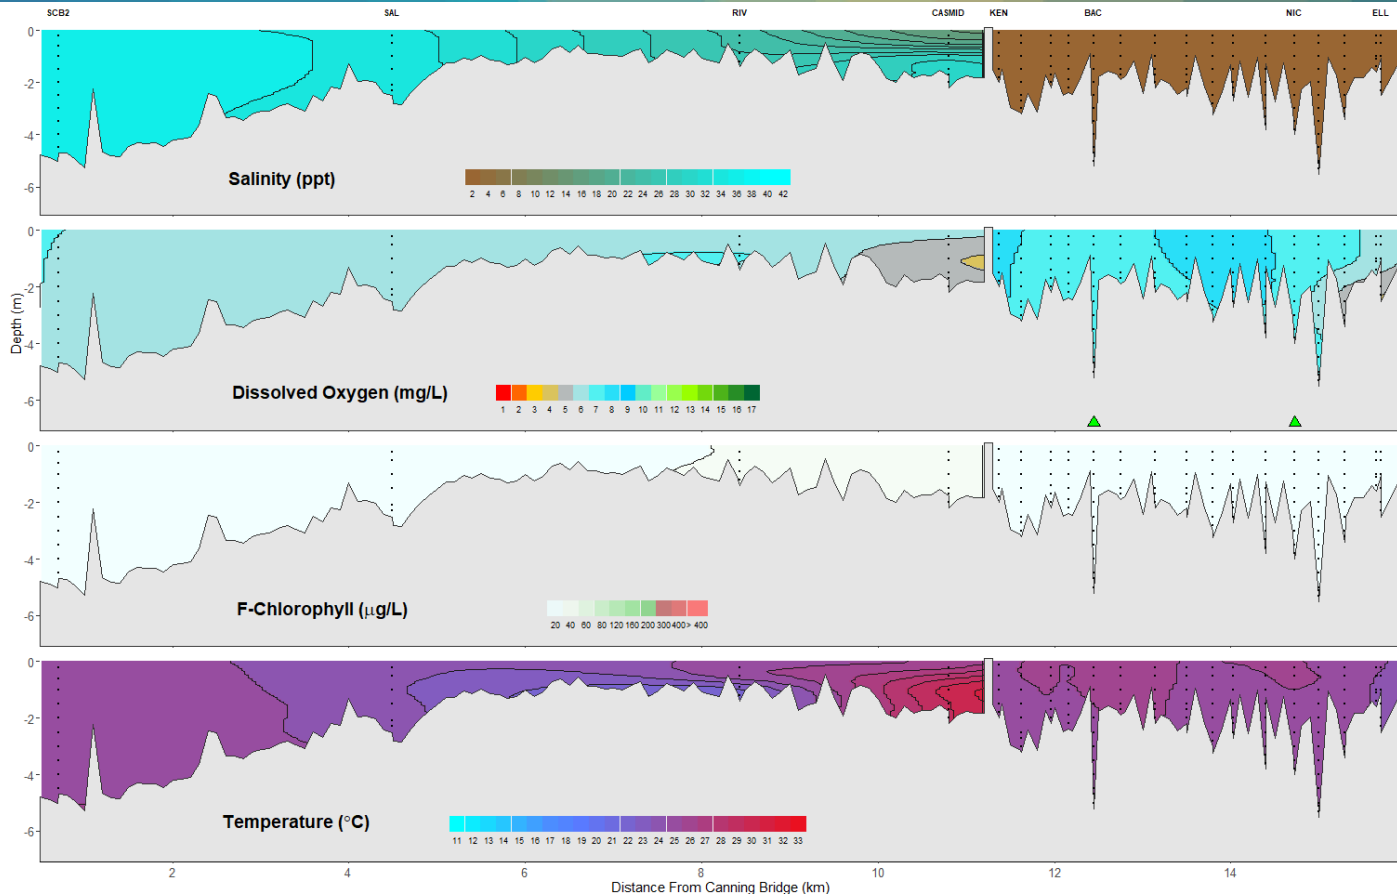 SCB2 SAL RIV CASMID KEN BAC NIC ELL
0
-2
-4
-6
Salinity (ppt)
2 4 6 8 10 12 14 16 18 20 22 24 26 28 30 32 34 36 38 40 42
0
-2
-4
-6
Depth (m)
Dissolved Oxygen (mg/L)
1 2 3 4 5 6 7 8 9 10 11 12 13 14 15 16 17
0
-2
-4
-6
F-Chlorophyll (µg/L)
20 40 60 80 120 160 200 300 400 > 400
0
-2
-4
-6
Temperature (°C)
11 12 13 14 15 16 17 18 19 20 21 22 23 24 25 26 27 28 29 30 31 32 33
2 4 6 8 10 12 14
Distance From Canning Bridge (km)